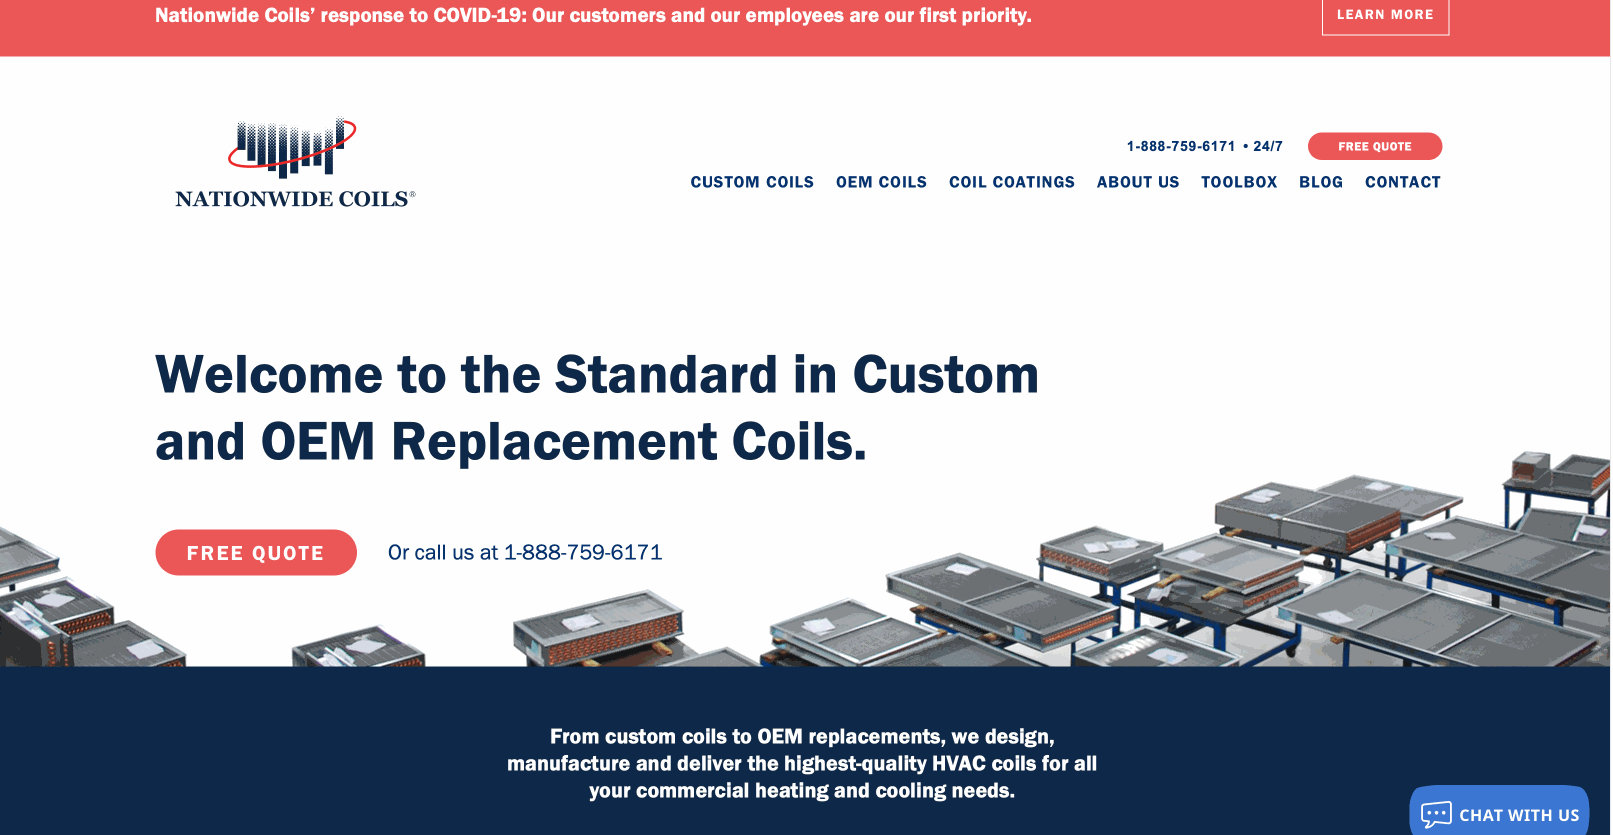 Nationwide Coils’ response to COVID-19: Our customers and our employees are our first priority.
LEARN MORE
NATIONWIDE COILS®
1-888-759-6171 • 24/7
FREE QUOTE
CUSTOM COILS OEM COILS COIL COATINGS ABOUT US TOOLBOX BLOG CONTACT
Welcome to the Standard in Custom
and OEM Replacement Coils.
FREE QUOTE
Or call us at 1-888-759-6171
From custom coils to OEM replacements, we design,
manufacture and deliver the highest-quality HVAC coils for all
your commercial heating and cooling needs.
CHAT WITH US